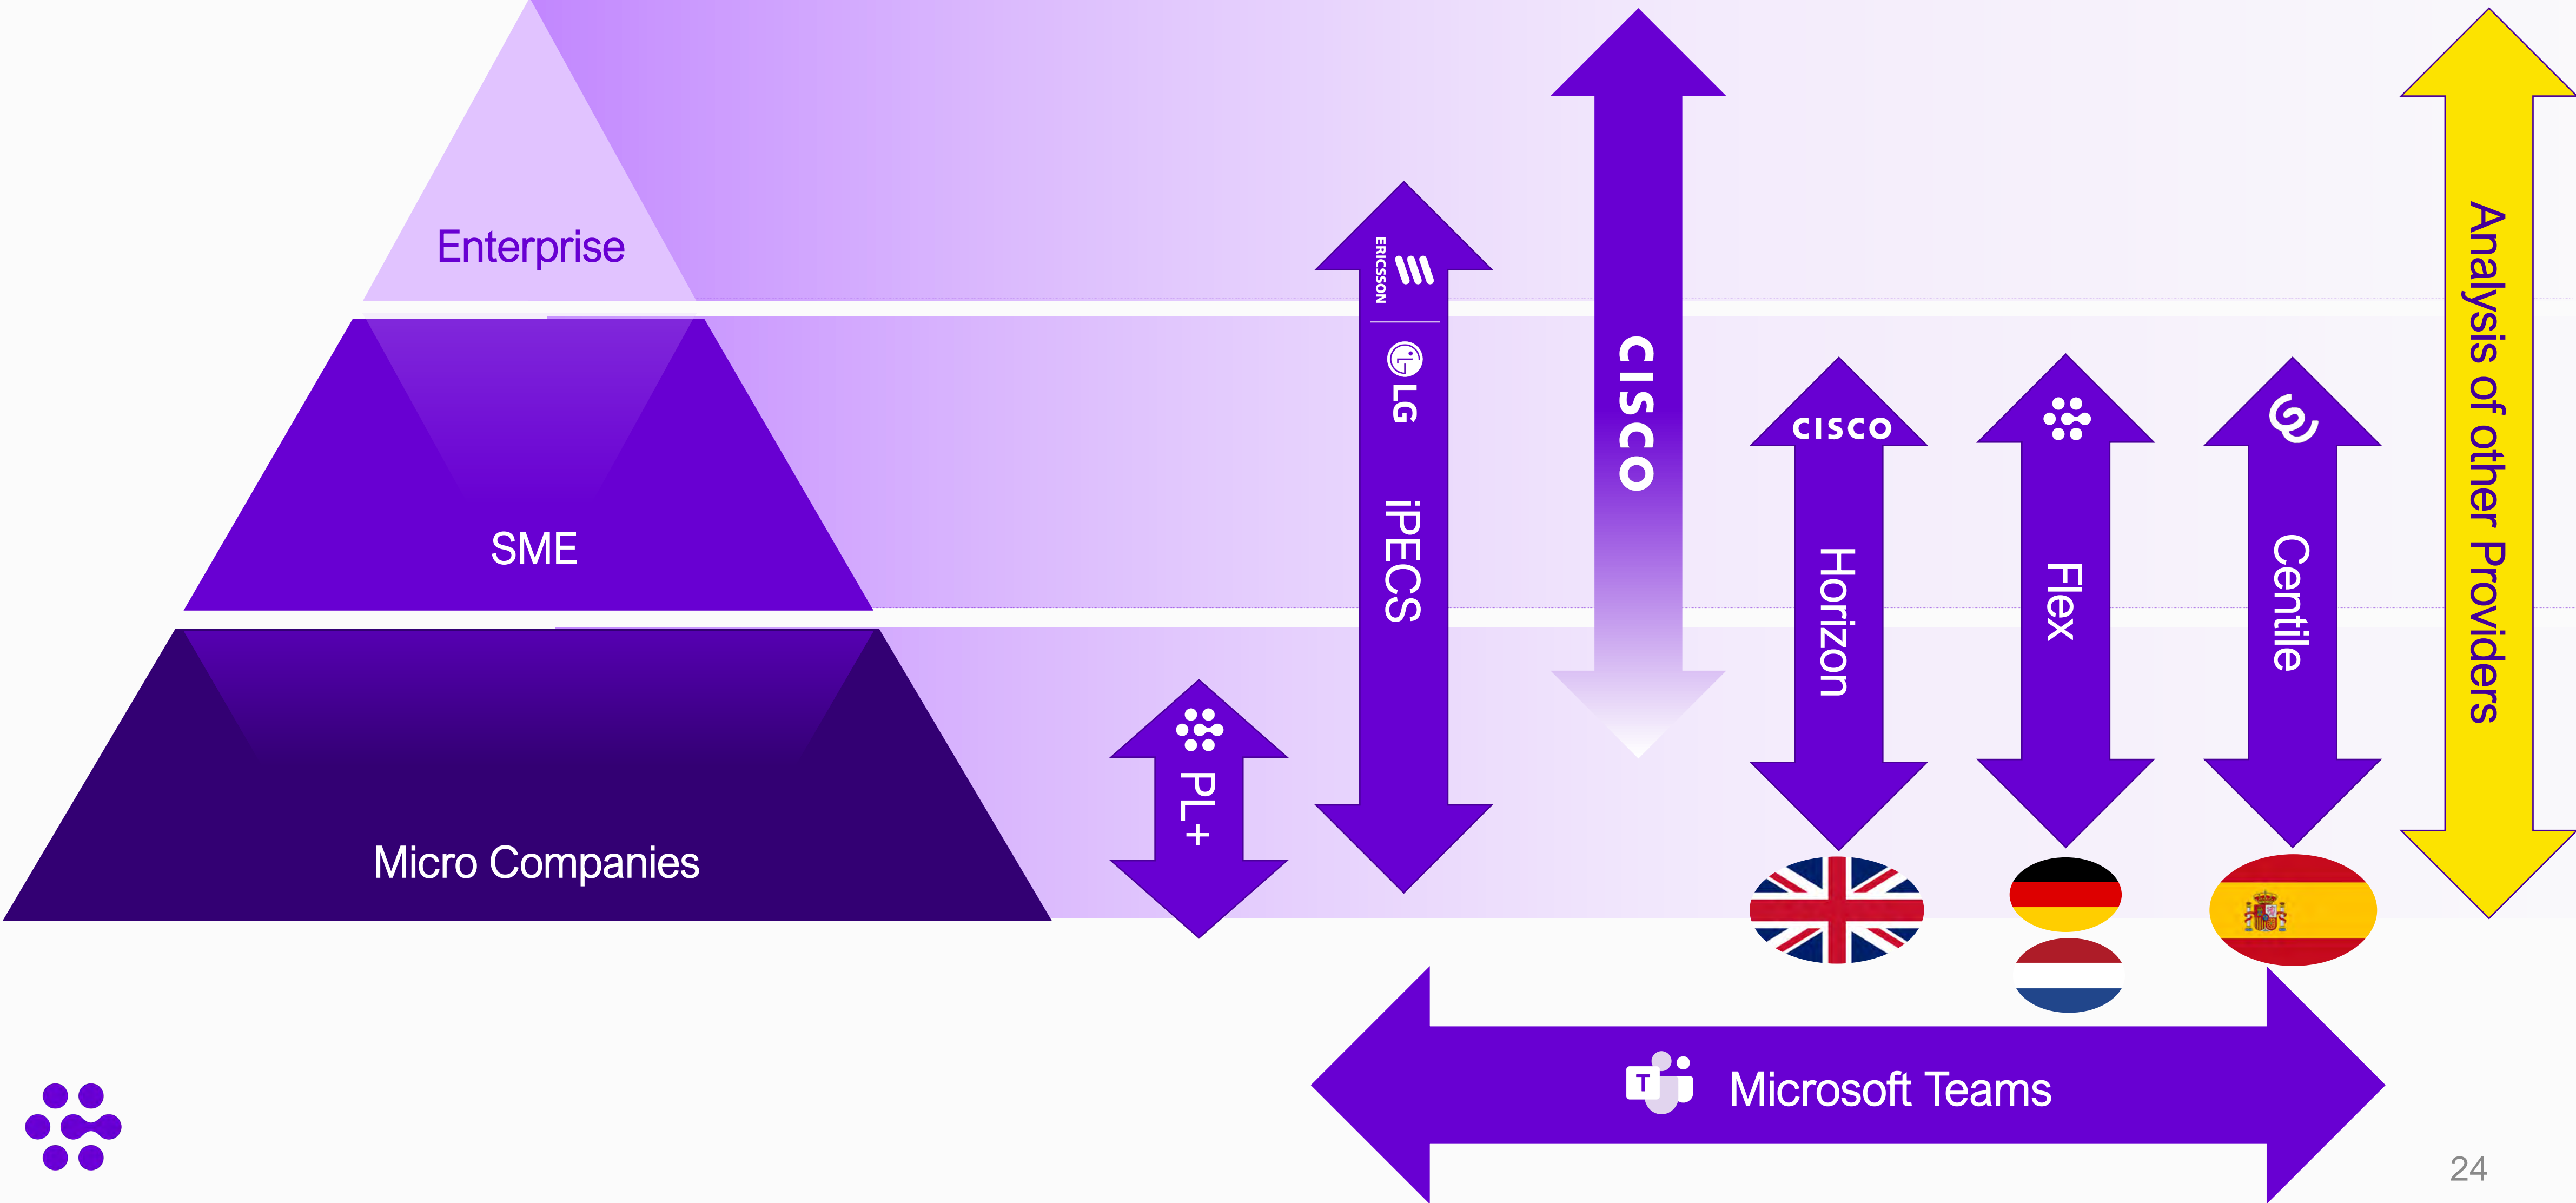 Enterprise
SME
Micro Companies
PL+
ERICSSON
LG
iPECS
CISCO
CISCO
Horizon
Flex
Centile
Analysis of other Providers
T
Microsoft Teams
24